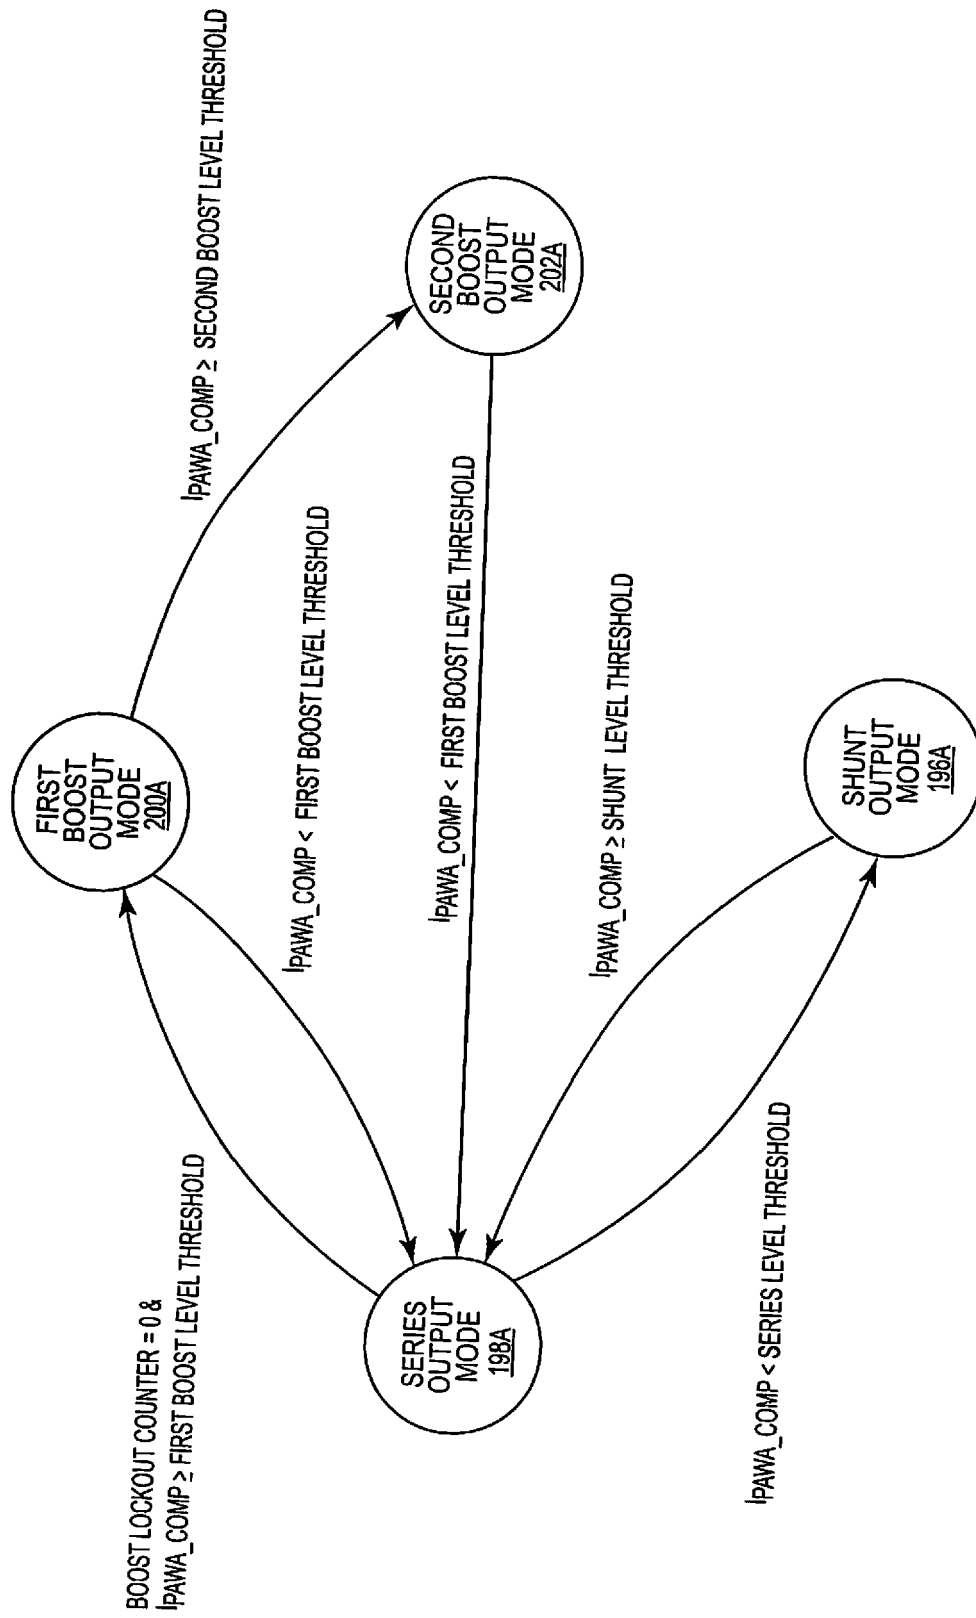 BOOST LOCKOUT COUNTER = 0 &
IPAWA_COMP ≥ FIRST BOOST LEVEL THRESHOLD
FIRST
BOOST
OUTPUT
MODE
200A
IPAWA_COMP ≥ SECOND BOOST LEVEL THRESHOLD
IPAWA_COMP < FIRST BOOST LEVEL THRESHOLD
SERIES
OUTPUT
MODE
198A
IPAWA_COMP < FIRST BOOST LEVEL THRESHOLD
SECOND
BOOST
OUTPUT
MODE
202A
IPAWA_COMP ≥ SHUNT LEVEL THRESHOLD
IPAWA_COMP < SERIES LEVEL THRESHOLD
SHUNT
OUTPUT
MODE
196A